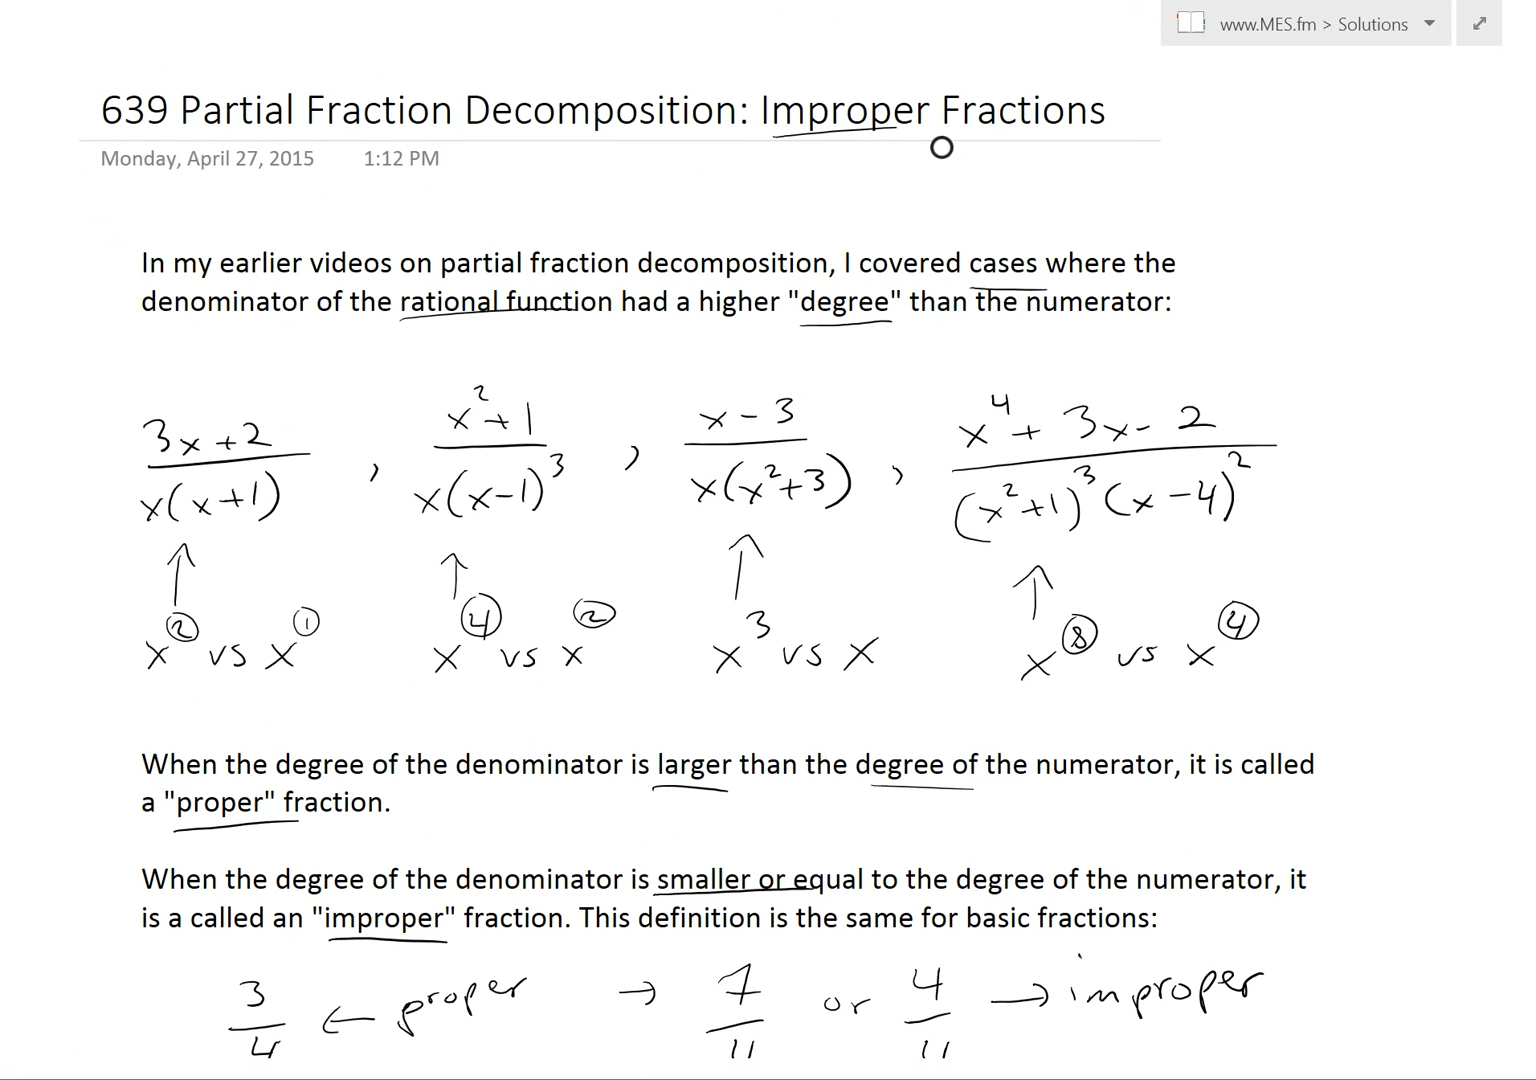 www.MES.fm > Solutions
639 Partial Fraction Decomposition: Improper Fractions
Monday, April 27, 2015 1:12 PM
In my earlier videos on partial fraction decomposition, I covered cases where the
denominator of the rational function had a higher "degree" than the numerator:
3x+2 / x(x+1) , x²+1 / x(x-1)³ , x-3 / x(x²+3) , x⁴+3x-2 / (x²+1)³(x-4)²
↑ ↑ ↑ ↑
x② vs x① x④ vs x② x³ vs x x⑧ vs x④
When the degree of the denominator is larger than the degree of the numerator, it is called
a "proper" fraction.
When the degree of the denominator is smaller or equal to the degree of the numerator, it
is a called an "improper" fraction. This definition is the same for basic fractions:
3/4 ← proper → 7/11 or 4/11 → improper